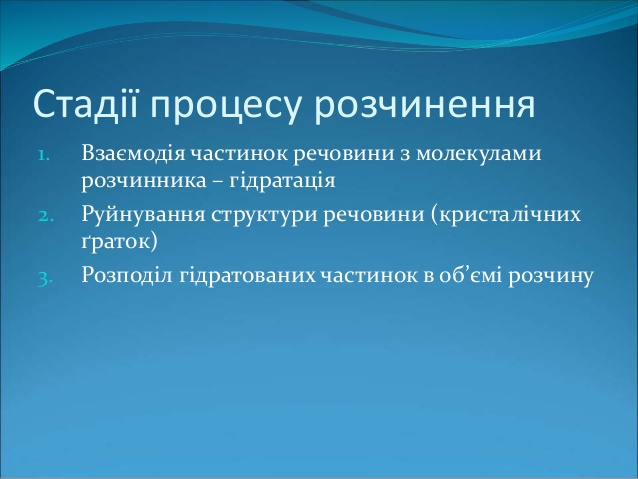 Стадії процесу розчинення
1. Взаємодія частинок речовини з молекулами
розчинника – гідратація
2. Руйнування структури речовини (кристалічних
ґраток)
3. Розподіл гідратованих частинок в об’ємі розчину